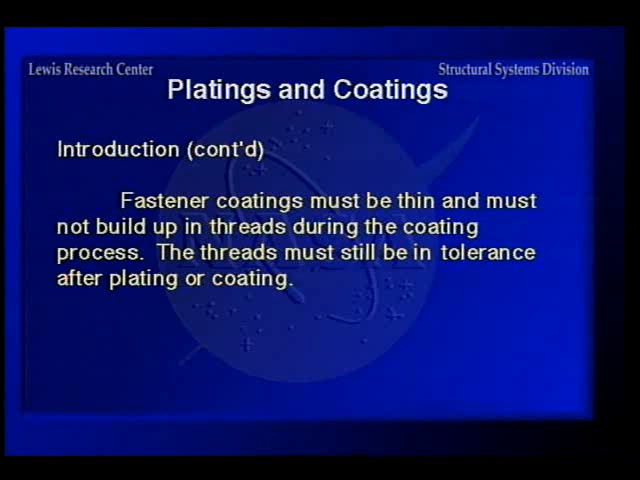 Lewis Research Center
Structural Systems Division
Platings and Coatings
Introduction (cont'd)
Fastener coatings must be thin and must
not build up in threads during the coating
process. The threads must still be in tolerance
after plating or coating.
NASA